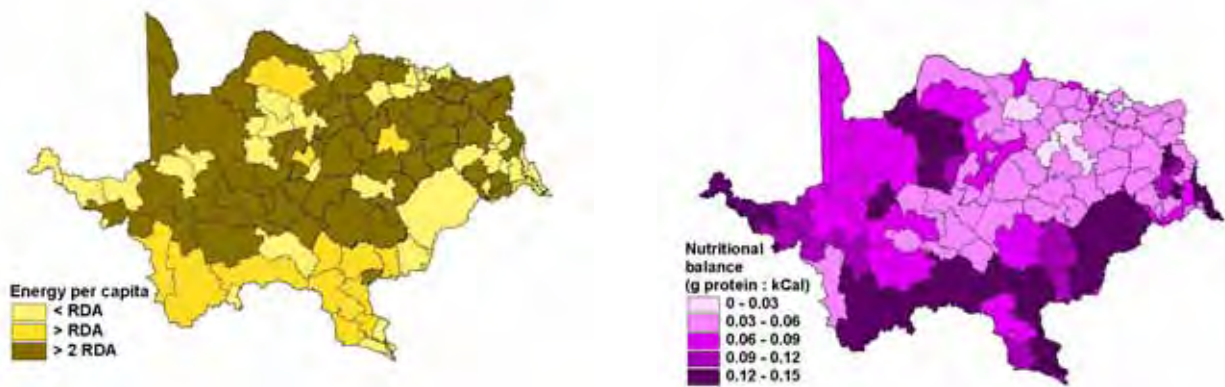 Energy per capita
< RDA
> RDA
> 2 RDA
Nutritional
balance
(g protein : kCal)
0 - 0.03
0.03 - 0.06
0.06 - 0.09
0.09 - 0.12
0.12 - 0.15